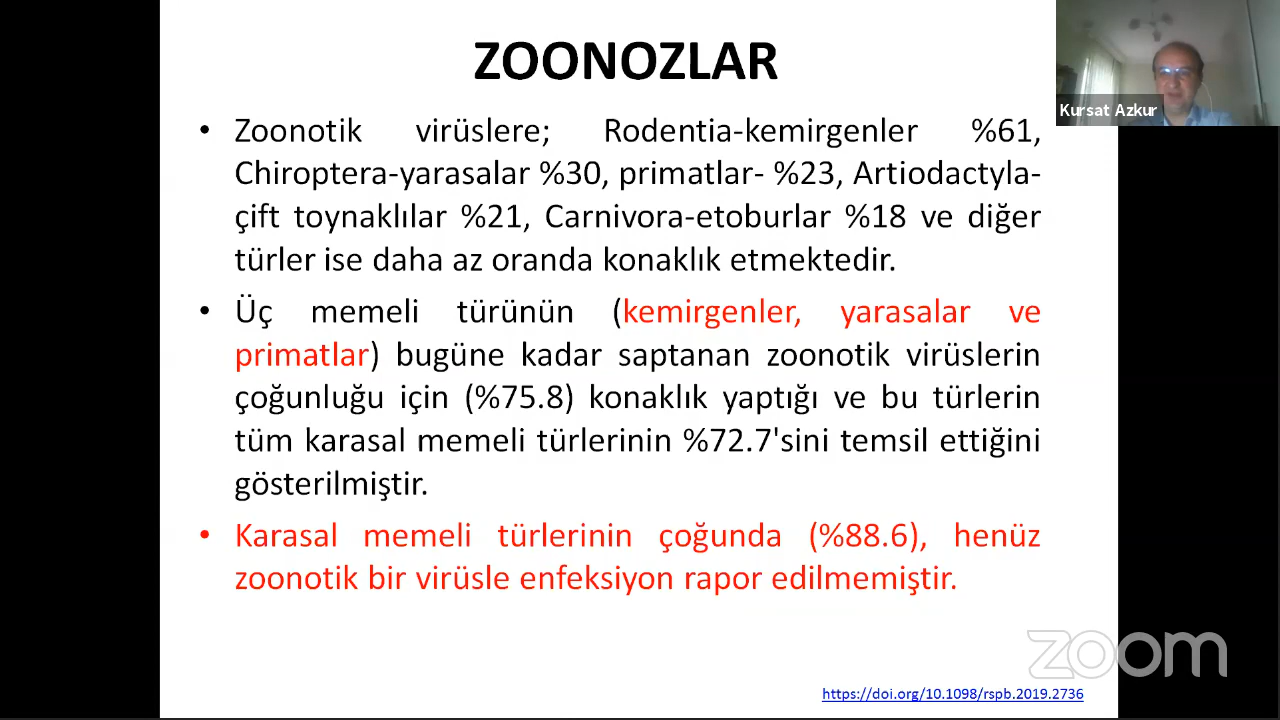 ZOONOZLAR
Kursat Azkur
• Zoonotik virüslere; Rodentia-kemirgenler %61,
Chiroptera-yarasalar %30, primatlar- %23, Artiodactyla-
çift toynaklılar %21, Carnivora-etoburlar %18 ve diğer
türler ise daha az oranda konaklık etmektedir.
• Üç memeli türünün (kemirgenler, yarasalar ve
primatlar) bugüne kadar saptanan zoonotik virüslerin
çoğunluğu için (%75.8) konaklık yaptığı ve bu türlerin
tüm karasal memeli türlerinin %72.7'sini temsil ettiğini
gösterilmiştir.
• Karasal memeli türlerinin çoğunda (%88.6), henüz
zoonotik bir virüsle enfeksiyon rapor edilmemiştir.
zoom
https://doi.org/10.1098/rspb.2019.2736